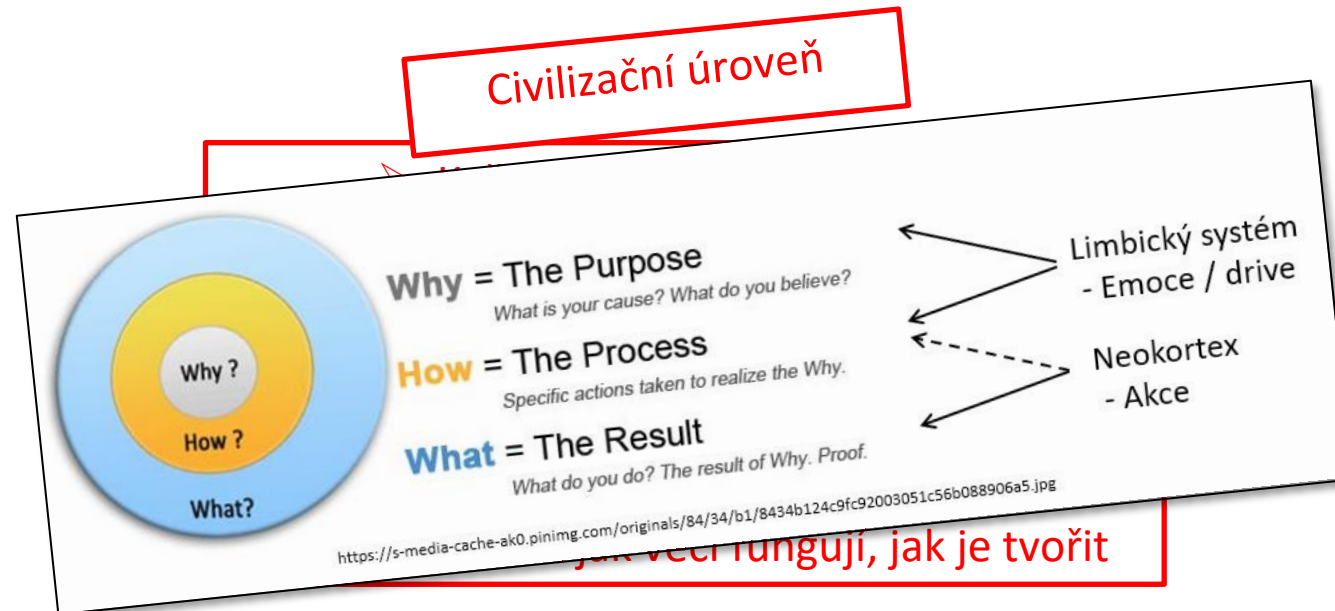 Civilizační úroveň
Why ?
How ?
What?
Why = The Purpose
What is your cause? What do you believe?
How = The Process
Specific actions taken to realize the Why.
What = The Result
What do you do? The result of Why. Proof.
Limbický systém
- Emoce / drive
Neokortex
- Akce
https://s-media-cache-ak0.pinimg.com/originals/84/34/b1/8434b124c9fc92003051c56b088906a5.jpg
jak věci fungují, jak je tvořit